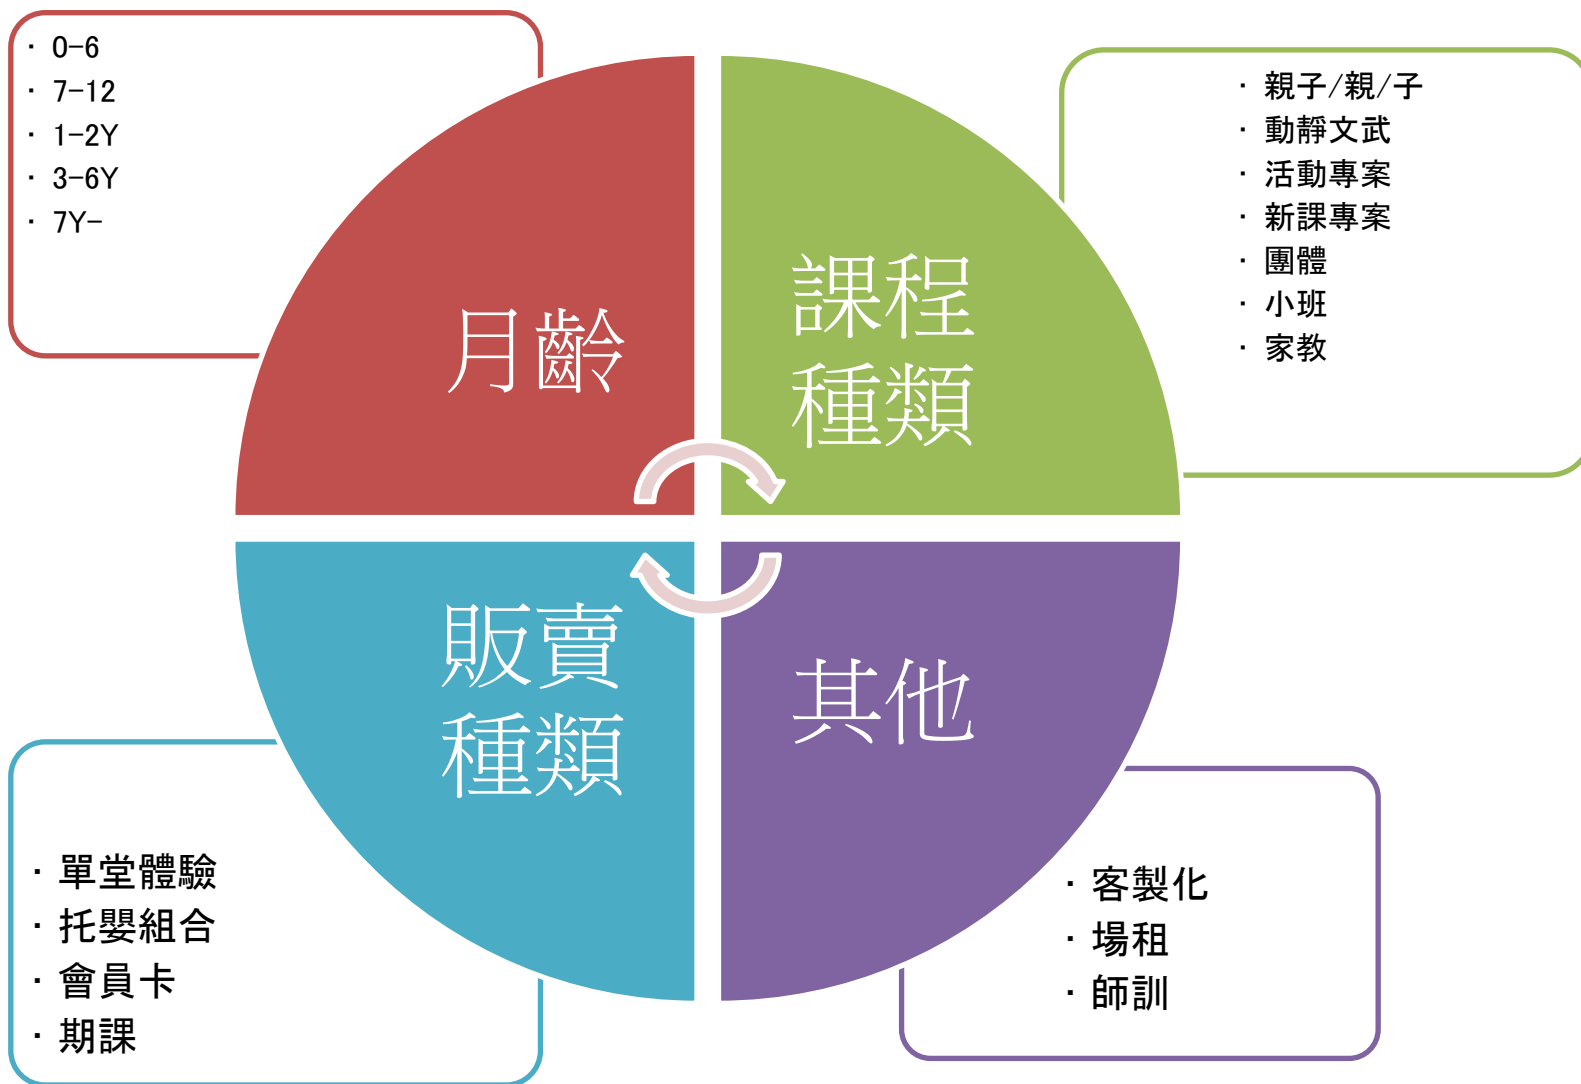 · 0-6
· 7-12
· 1-2Y
· 3-6Y
· 7Y-
月齡
· 親子/親/子
· 動靜文武
· 活動專案
· 新課專案
· 團體
· 小班
· 家教
課程
種類
販賣
種類
· 單堂體驗
· 托嬰組合
· 會員卡
· 期課
其他
· 客製化
· 場租
· 師訓